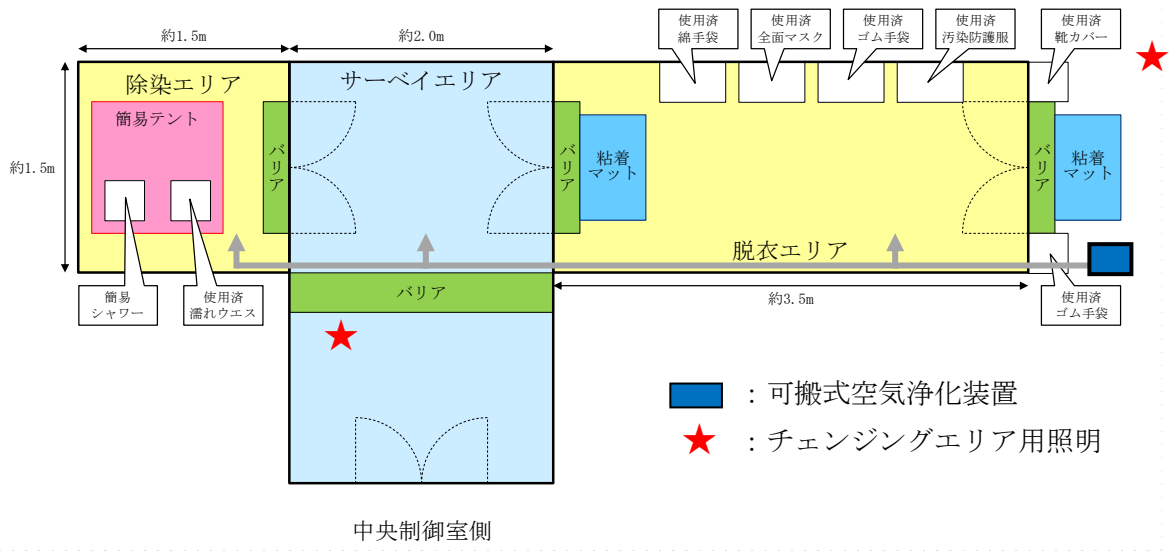 約1.5m
約2.0m
使用済
綿手袋
使用済
全面マスク
使用済
ゴム手袋
使用済
汚染防護服
使用済
靴カバー
除染エリア
サーベイエリア
簡易テント
約1.5m
バリア
バリア
粘着
マット
バリア
粘着
マット
脱衣エリア
簡易
シャワー
使用済
濡れウエス
バリア
約3.5m
使用済
ゴム手袋
：可搬式空気浄化装置
：チェンジングエリア用照明
中央制御室側